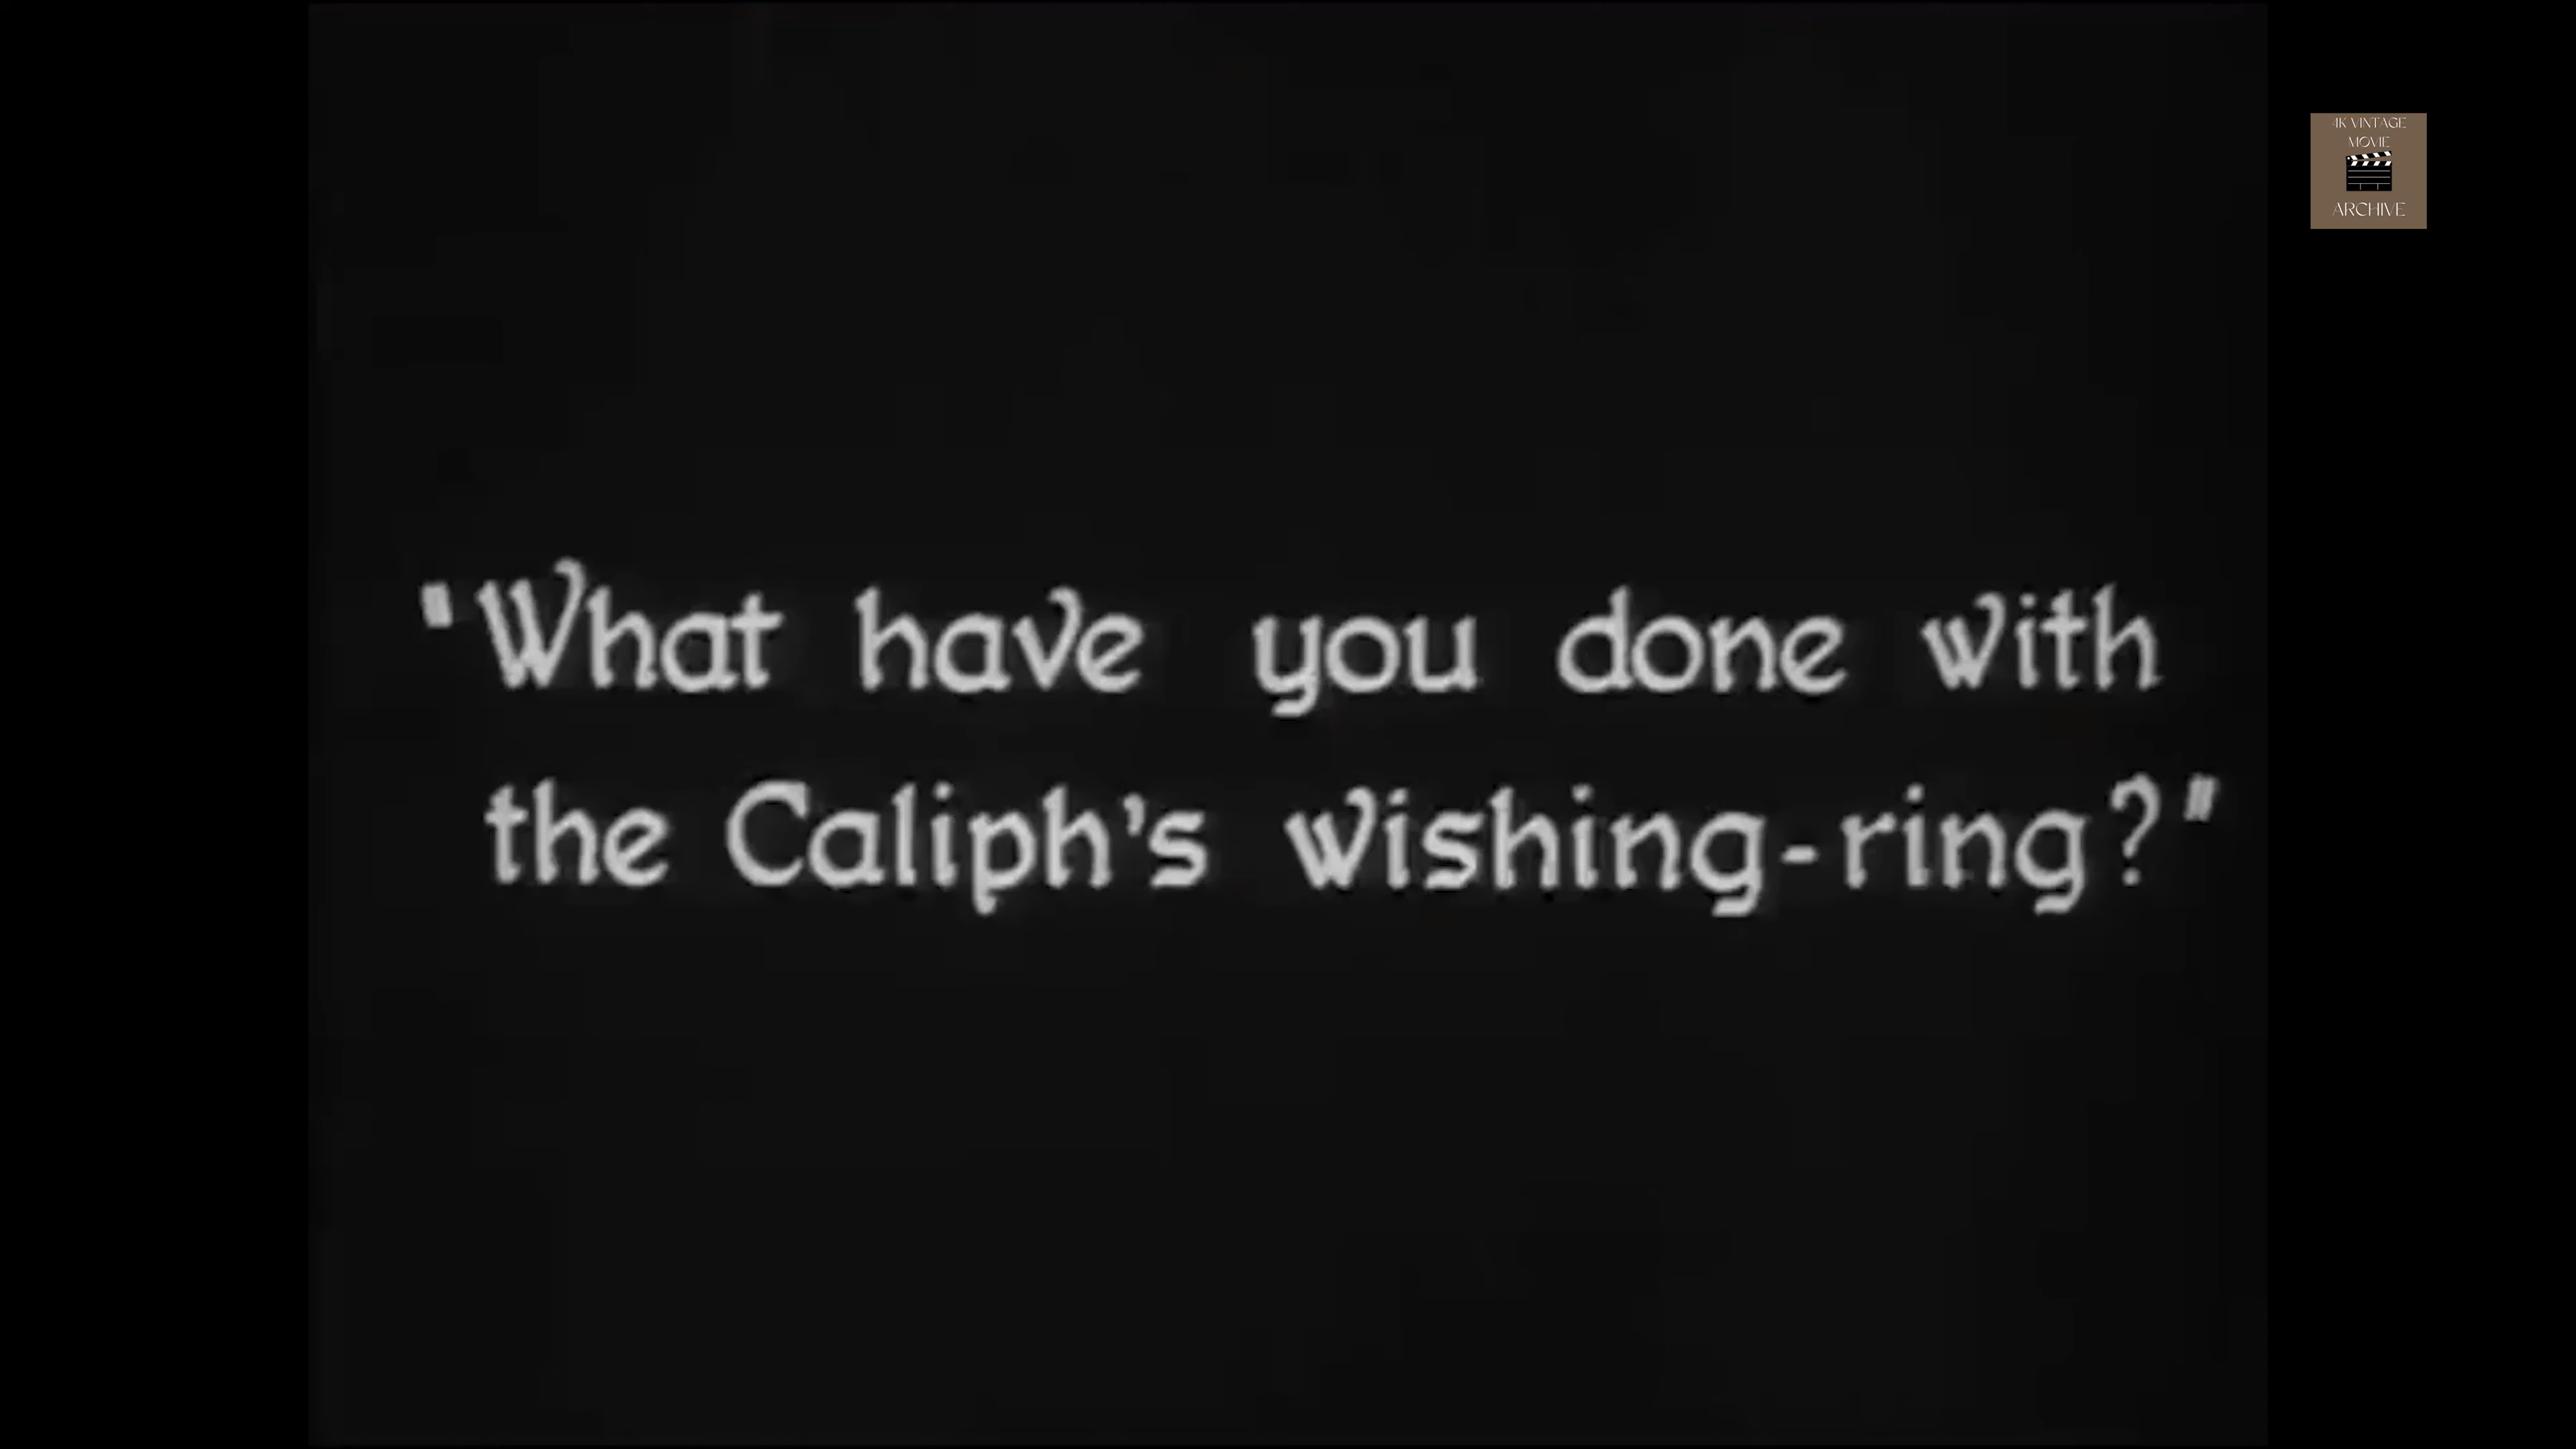 4K VINTAGE
MOVIE
ARCHIVE
"What have you done with
the Caliph's wishing-ring?"